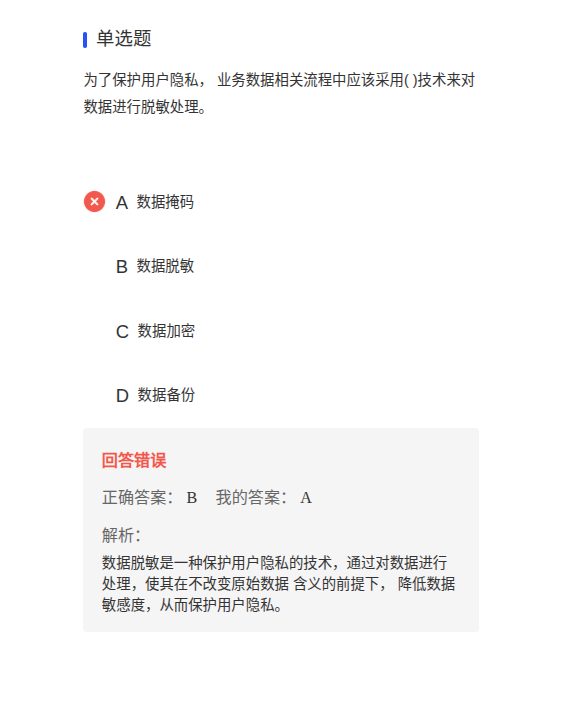 单选题
为了保护用户隐私， 业务数据相关流程中应该采用( )技术来对
数据进行脱敏处理。
A 数据掩码
B 数据脱敏
C 数据加密
D 数据备份
回答错误
正确答案： B 我的答案： A
解析：
数据脱敏是一种保护用户隐私的技术，通过对数据进行
处理，使其在不改变原始数据 含义的前提下， 降低数据
敏感度，从而保护用户隐私。